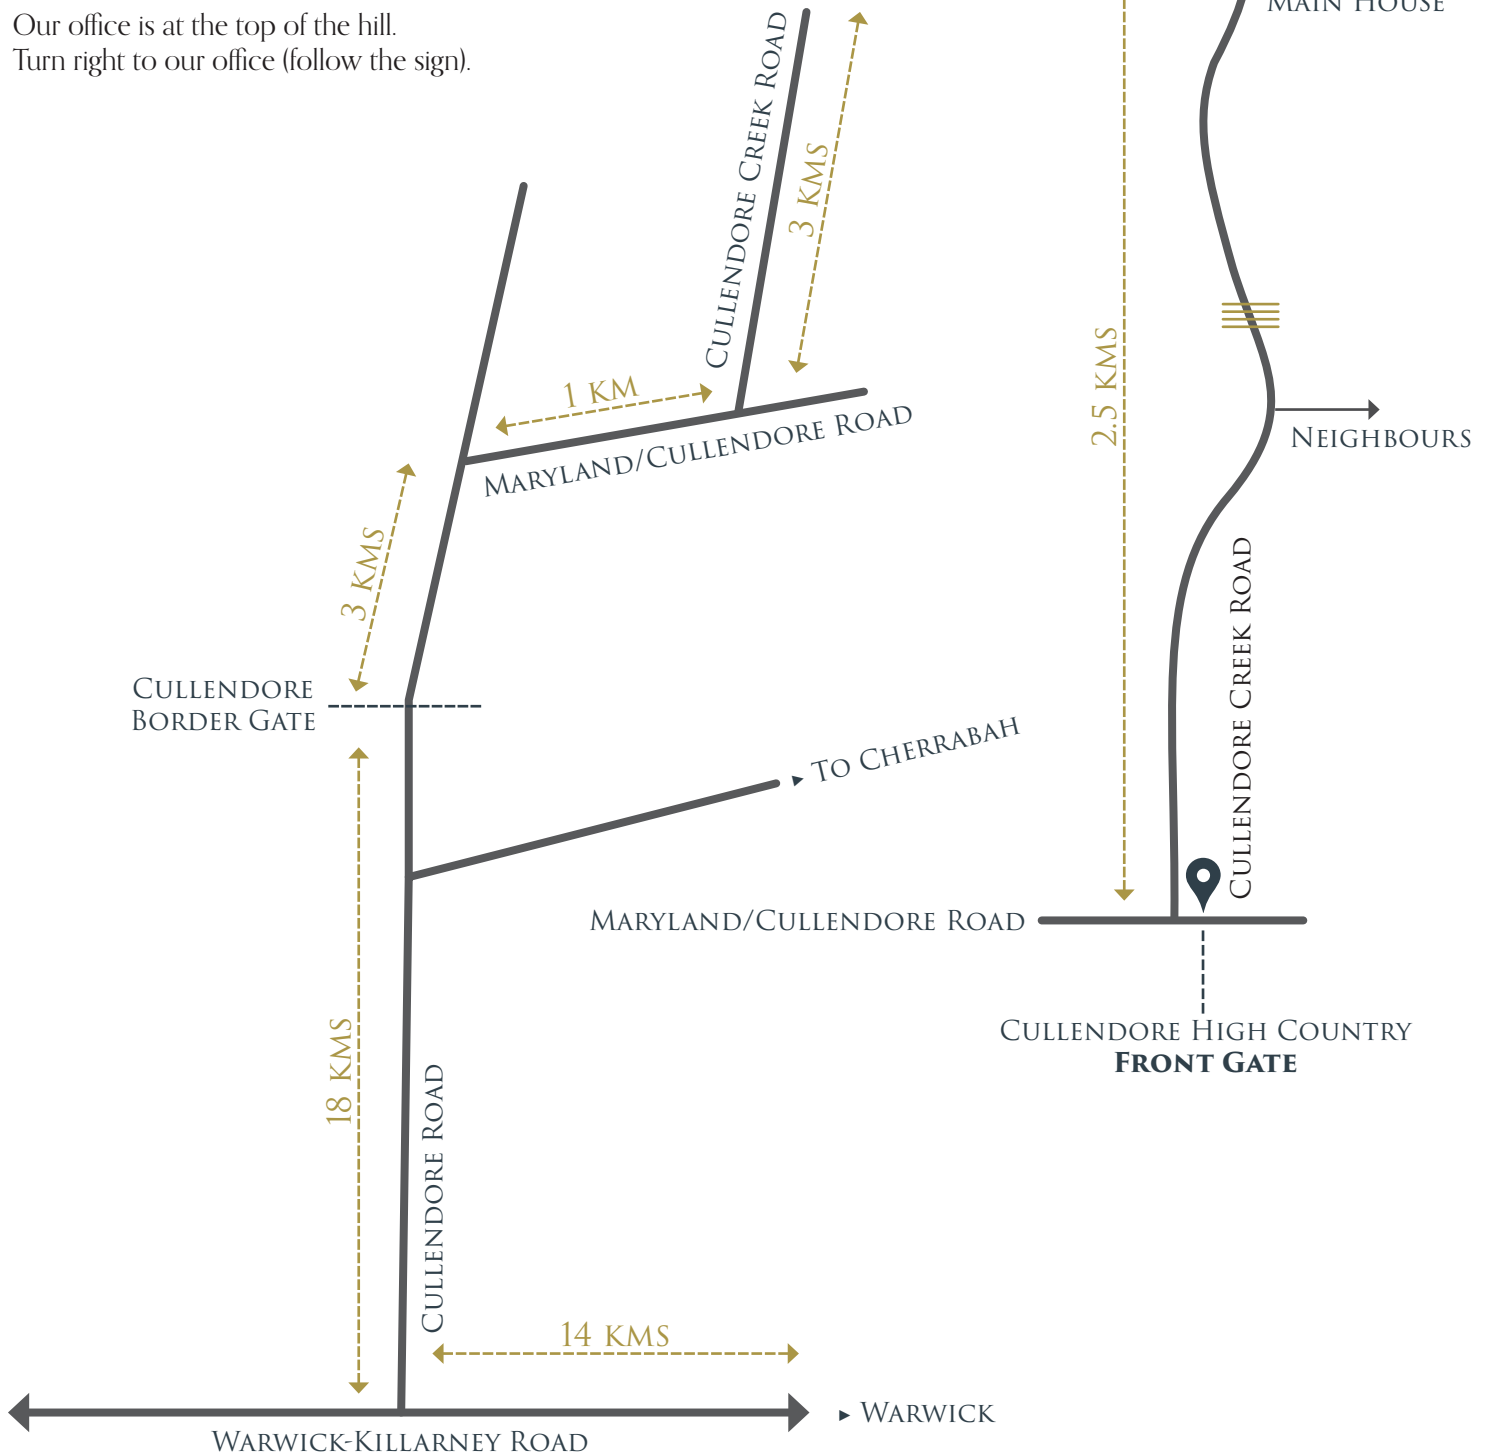 Our office is at the top of the hill.
Turn right to our office (follow the sign).
Main House
Cullendore Creek Road
3 kms
1 km
Maryland/Cullendore Road
2.5 kms
Neighbours
3 kms
Cullendore
Border Gate
Cullendore Creek Road
To Cherrabah
Maryland/Cullendore Road
Cullendore High Country
Front Gate
18 kms
Cullendore Road
14 kms
Warwick
Warwick-Killarney Road